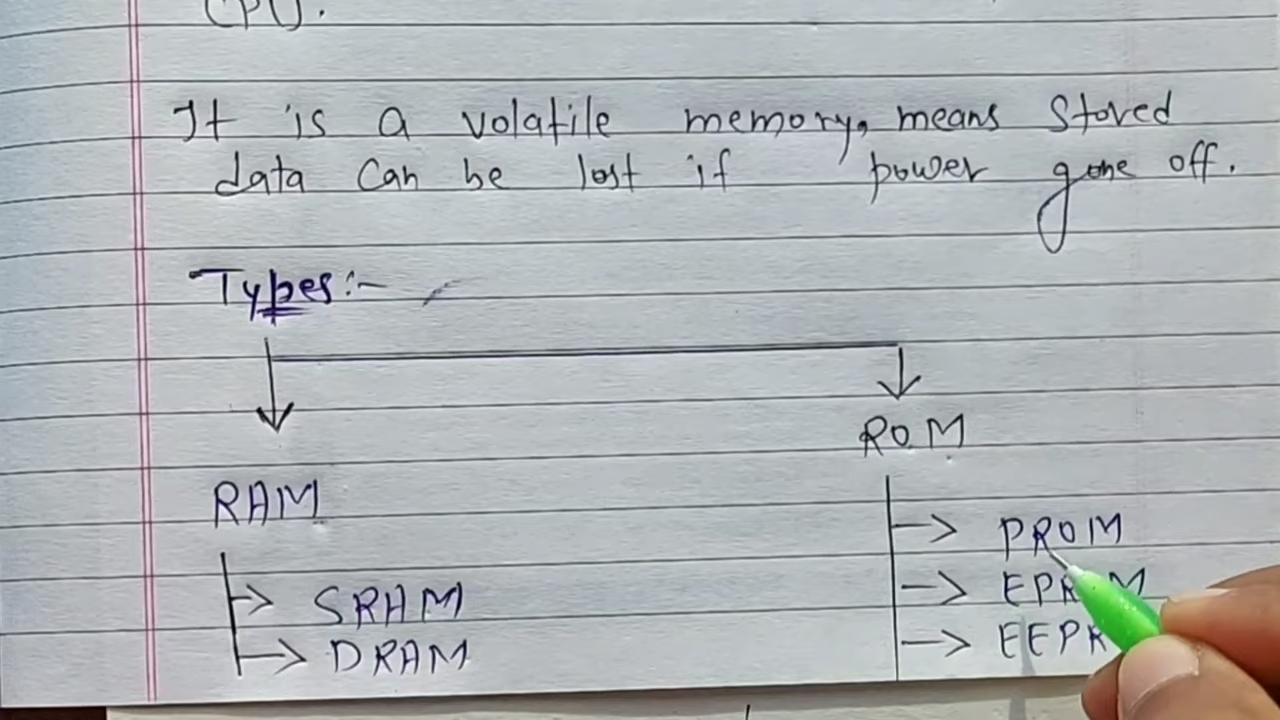 CPU.
It is a volatile memory, means stored
data can be lost if power gone off.
Types:-
ROM
RAM
PROM
SRAM
DRAM